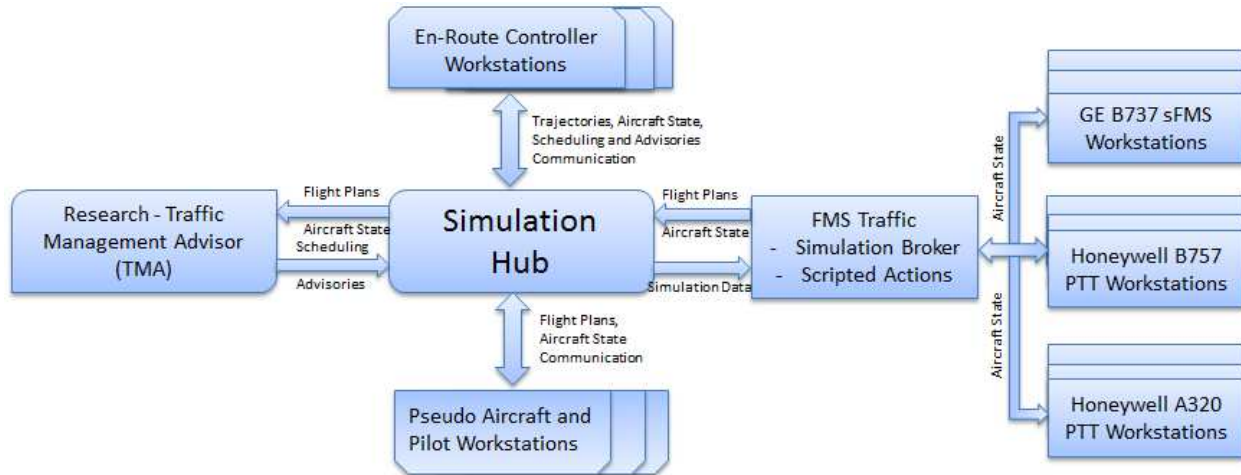 En-Route Controller
Workstations
Trajectories, Aircraft State,
Scheduling and Advisories
Communication
Research - Traffic
Management Advisor
(TMA)
Flight Plans
Aircraft State
Scheduling
Advisories
Simulation
Hub
Flight Plans
Aircraft State
Simulation Data
FMS Traffic
- Simulation Broker
- Scripted Actions
Aircraft State
Aircraft State
GE B737 sFMS
Workstations
Honeywell B757
PTT Workstations
Honeywell A320
PTT Workstations
Flight Plans,
Aircraft State
Communication
Pseudo Aircraft and
Pilot Workstations